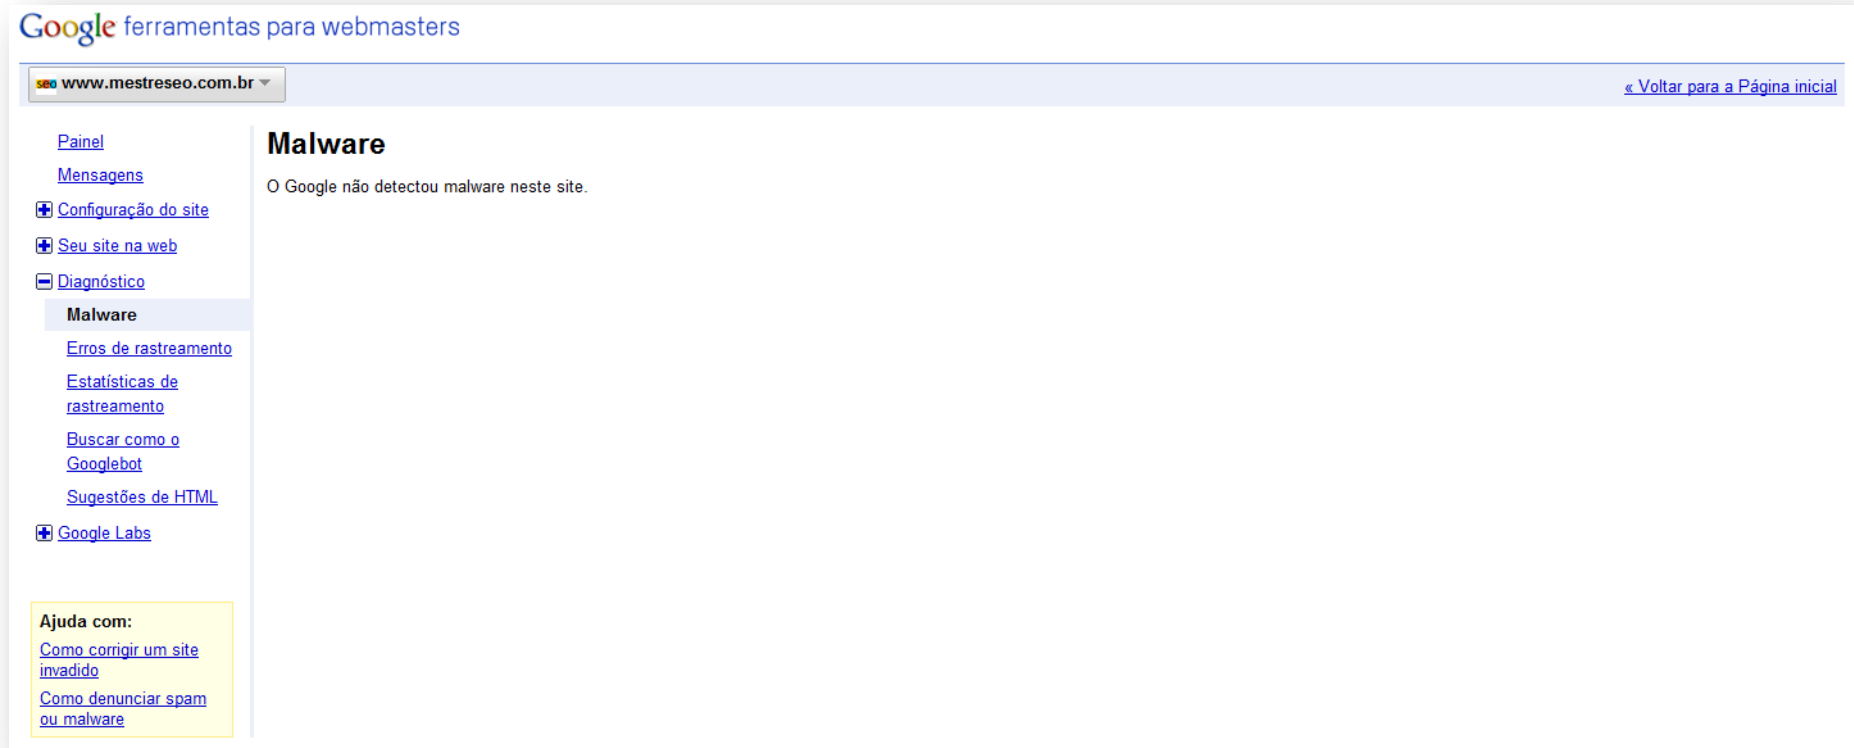 Google ferramentas para webmasters
seo www.mestreseo.com.br
« Voltar para a Página inicial
Painel
Mensagens
Configuração do site
Seu site na web
Diagnóstico
Malware
Erros de rastreamento
Estatísticas de
rastreamento
Buscar como o
Googlebot
Sugestões de HTML
Google Labs
Ajuda com:
Como corrigir um site
invadido
Como denunciar spam
ou malware
Malware
O Google não detectou malware neste site.